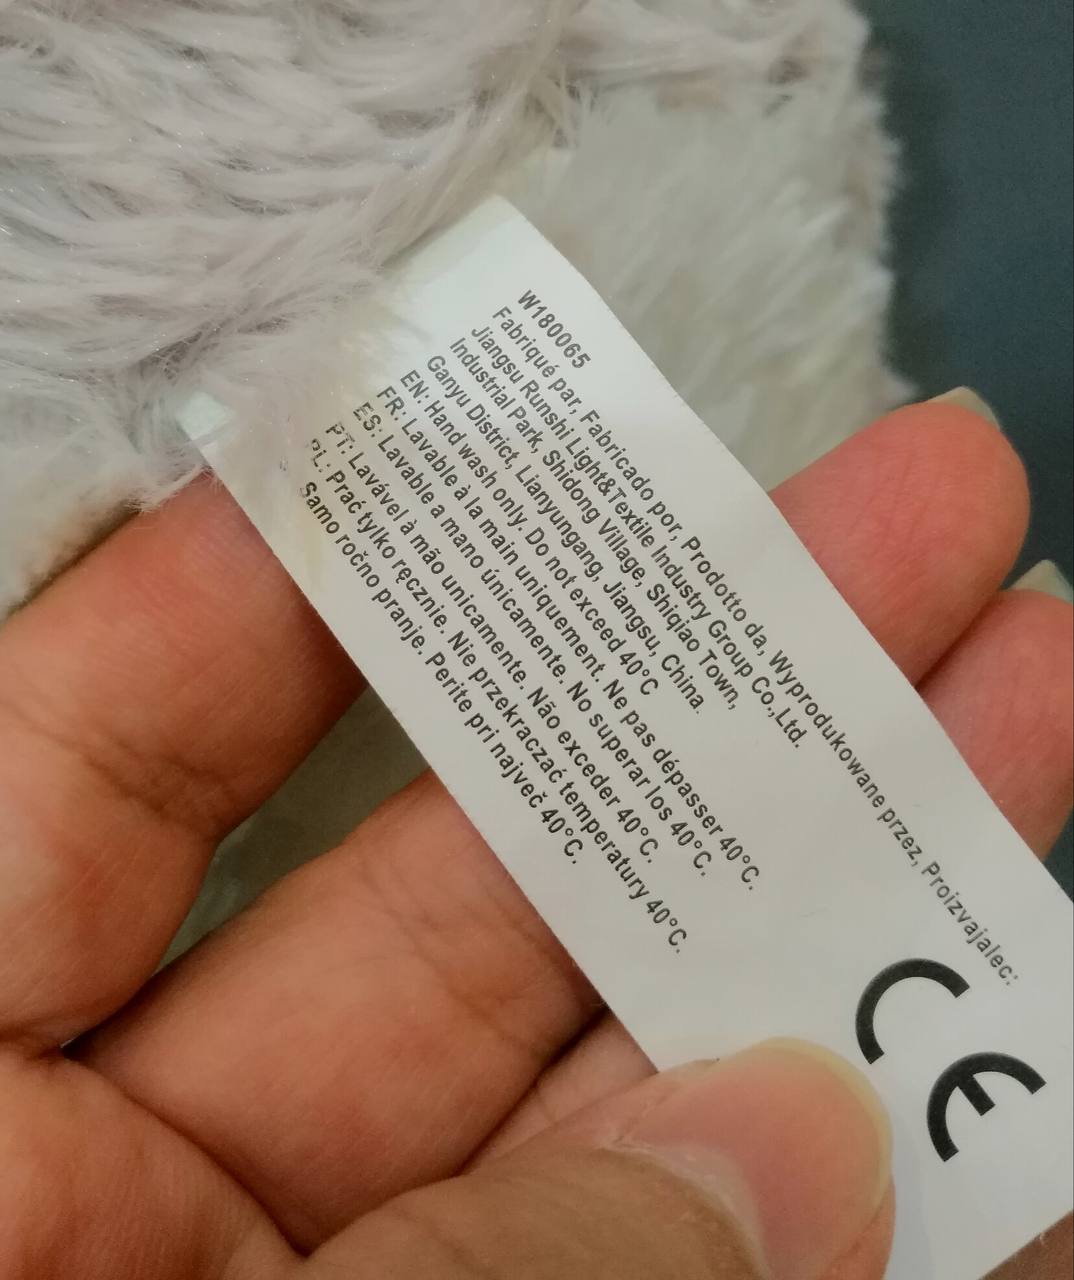 W180065
Fabriqué par, Fabricado por, Prodotto da, Wyprodukowane przez, Proizvajalec:
Jiangsu Runshi Light&Textile Industry Group Co.,Ltd.
Industrial Park, Shidong Village, Shiqiao Town,
Ganyu District, Lianyungang, Jiangsu, China.
EN: Hand wash only. Do not exceed 40°C
FR: Lavable à la main uniquement. Ne pas dépasser 40°C.
ES: Lavable a mano únicamente. No superar los 40°C.
PT: Lavável à mão unicamente. Não exceder 40°C.
PL: Prać tylko ręcznie. Nie przekraczać temperatury 40°C.
Samo ročno pranje. Perite pri največ 40°C.
CE